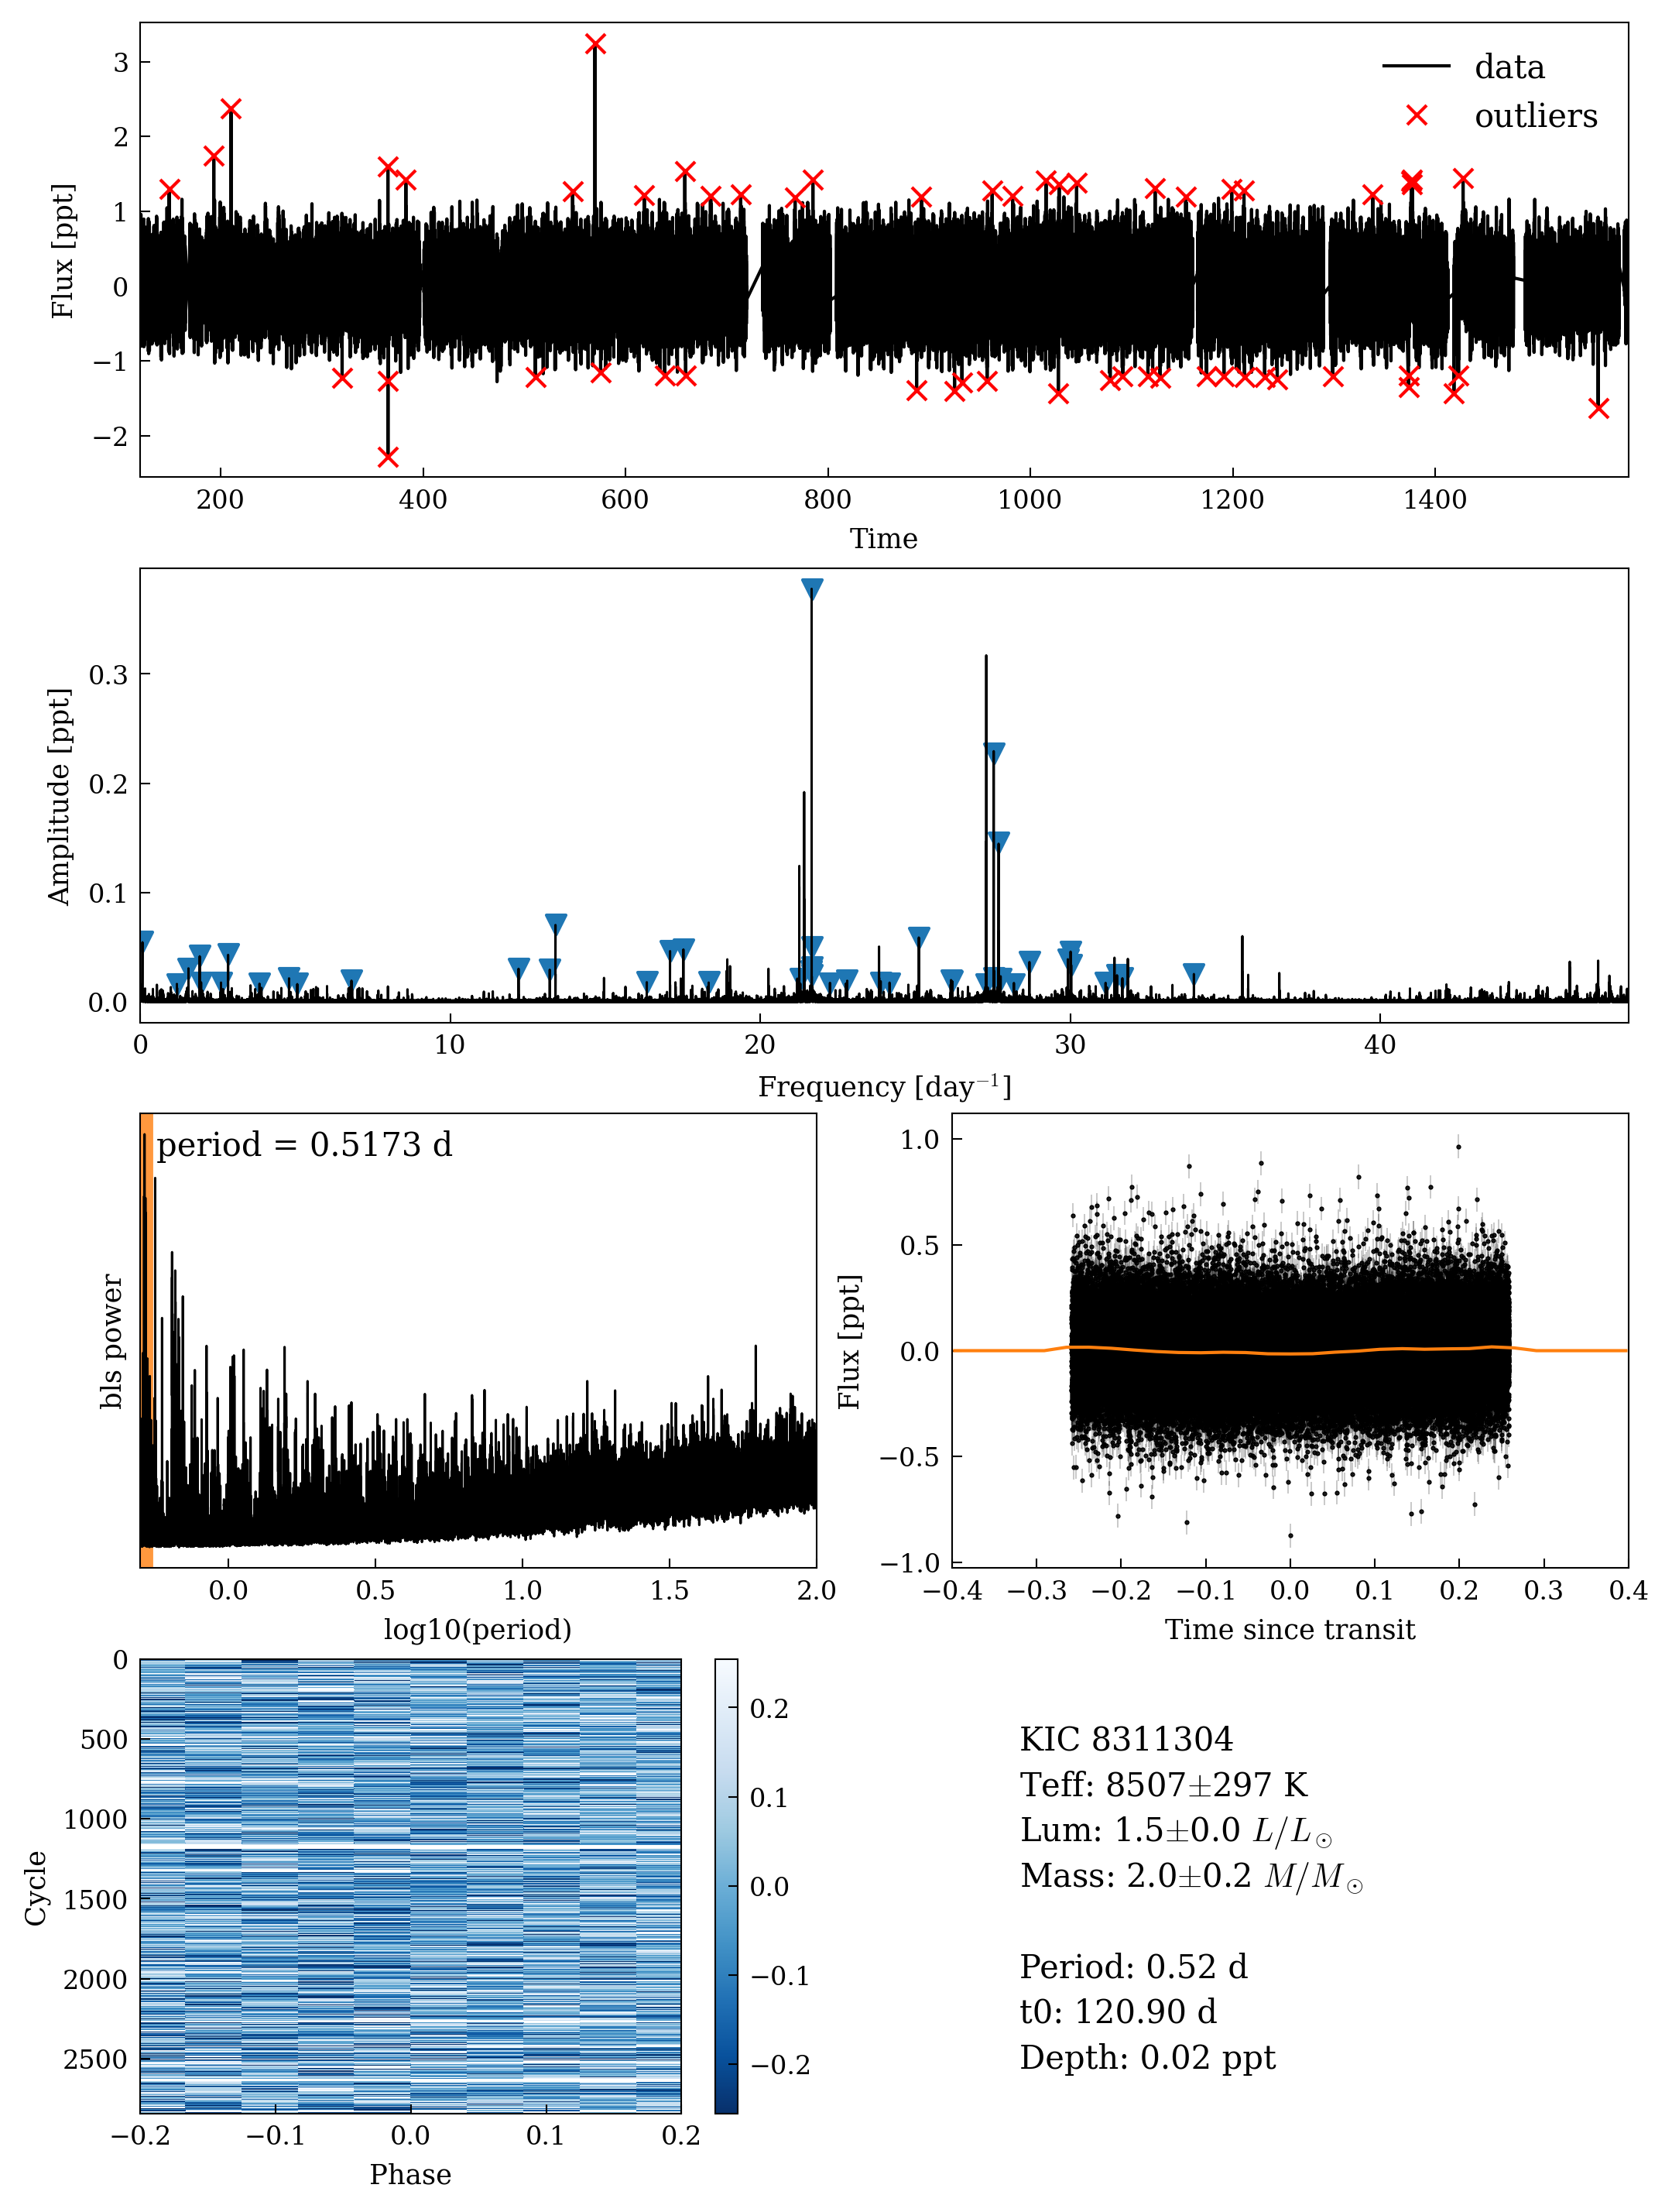 3
2
1
0
−1
−2
Flux [ppt]
data
outliers
200 400 600 800 1000 1200 1400
Time
0.3
0.2
0.1
0.0
Amplitude [ppt]
0 10 20 30 40
Frequency [day⁻¹]
period = 0.5173 d
bls power
0.0 0.5 1.0 1.5 2.0
log10(period)
1.0
0.5
0.0
−0.5
−1.0
Flux [ppt]
−0.4 −0.3 −0.2 −0.1 0.0 0.1 0.2 0.3 0.4
Time since transit
0
500
1000
1500
2000
2500
Cycle
−0.2 −0.1 0.0 0.1 0.2
Phase
0.2
0.1
0.0
−0.1
−0.2
KIC 8311304
Teff: 8507±297 K
Lum: 1.5±0.0 L/L⊙
Mass: 2.0±0.2 M/M⊙
Period: 0.52 d
t0: 120.90 d
Depth: 0.02 ppt